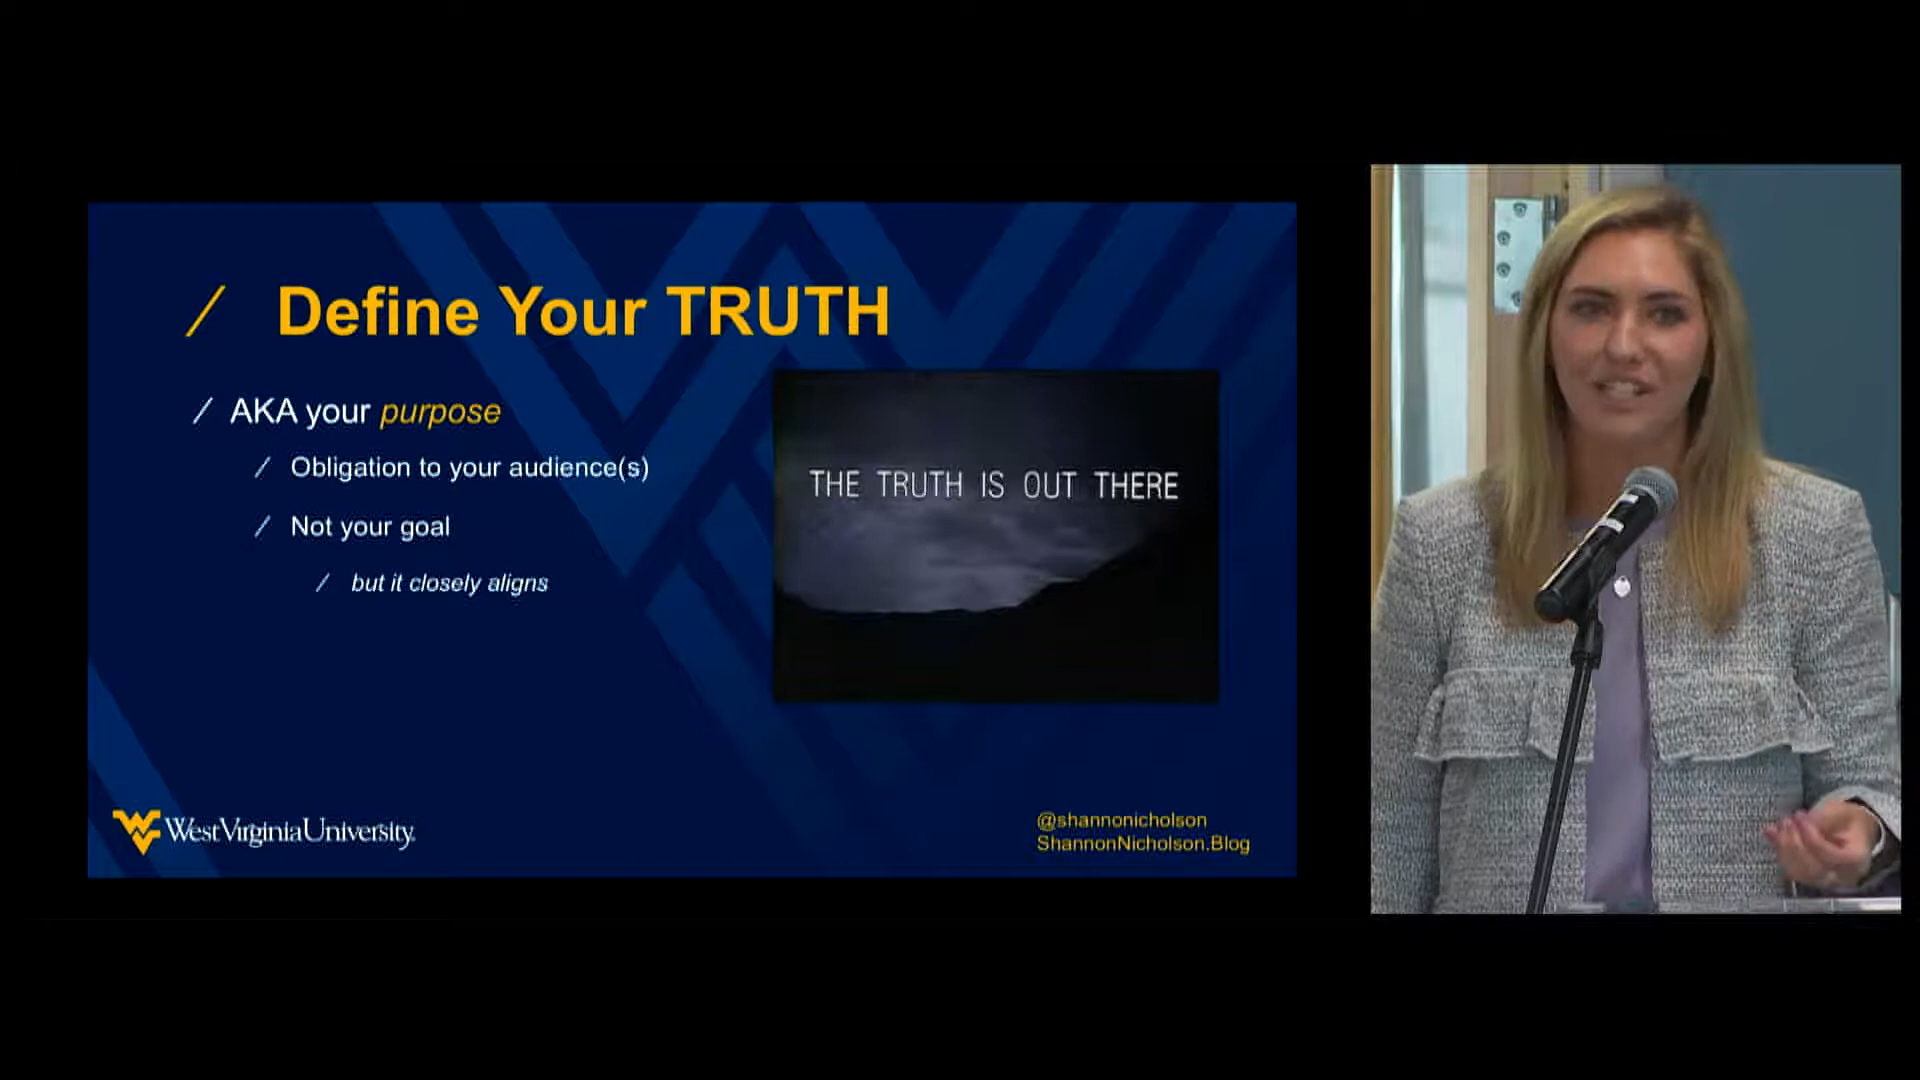 / Define Your TRUTH
/ AKA your purpose
/ Obligation to your audience(s)
/ Not your goal
/ but it closely aligns
THE TRUTH IS OUT THERE
WestVirginiaUniversity.
@shannonicholson
ShannonNicholson.Blog